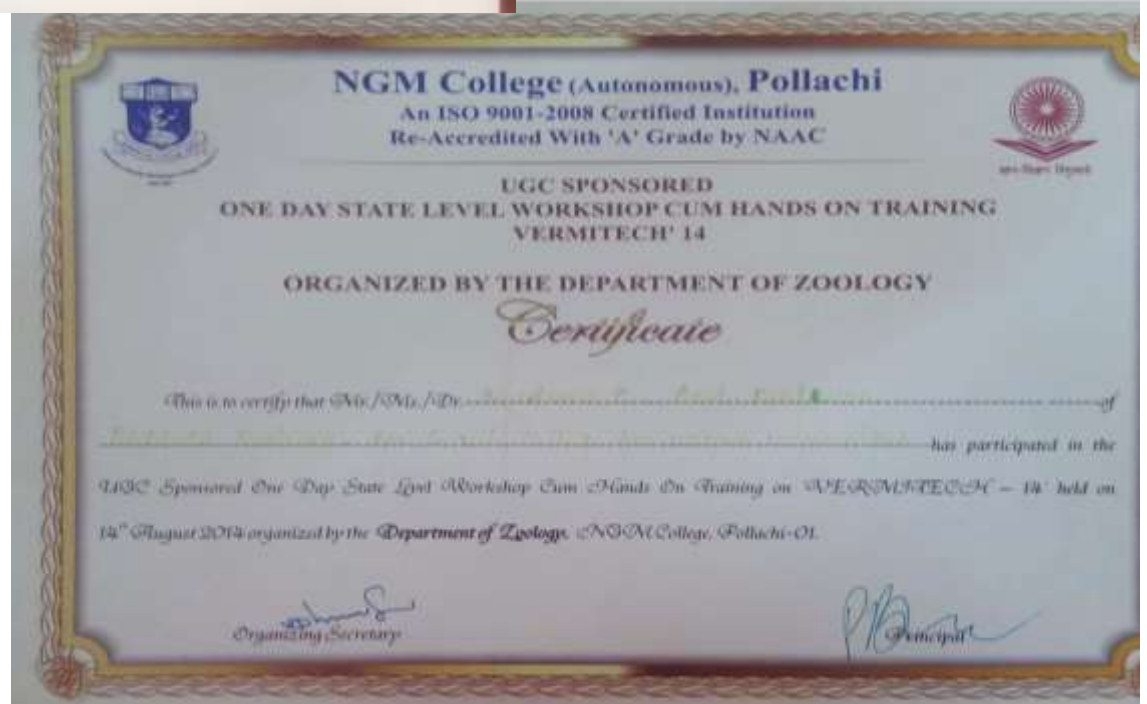 NGM College (Autonomous), Pollachi
An ISO 9001-2008 Certified Institution
Re-Accredited With 'A' Grade by NAAC
UGC SPONSORED
ONE DAY STATE LEVEL WORKSHOP CUM HANDS ON TRAINING
VERMITECH' 14
ORGANIZED BY THE DEPARTMENT OF ZOOLOGY
Certificate
This is to certify that Mr./Ms./Dr. of
has participated in the
UGC Sponsored One Day State Level Workshop Cum Hands On Training on VERMITECH – 14' held on
14th August 2014 organized by the Department of Zoology, NGM College, Pollachi-01.
Organizing Secretary
Principal